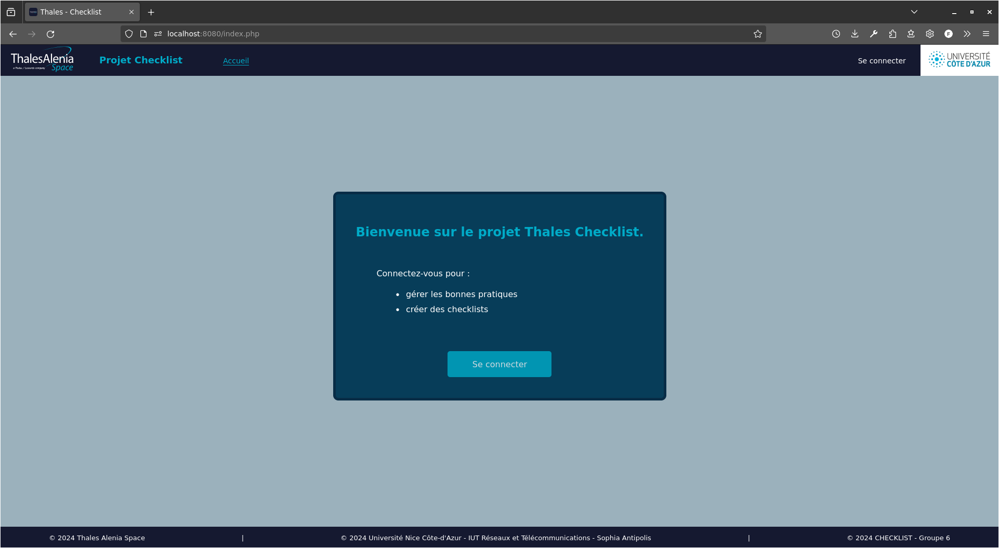 Thales - Checklist
localhost:8080/index.php
ThalesAlenia
Space
a Thales / Leonardo company
Projet Checklist
Accueil
Se connecter
UNIVERSITÉ
CÔTE D'AZUR
Bienvenue sur le projet Thales Checklist.
Connectez-vous pour :
• gérer les bonnes pratiques
• créer des checklists
Se connecter
© 2024 Thales Alenia Space | © 2024 Université Nice Côte-d'Azur - IUT Réseaux et Télécommunications - Sophia Antipolis | © 2024 CHECKLIST - Groupe 6